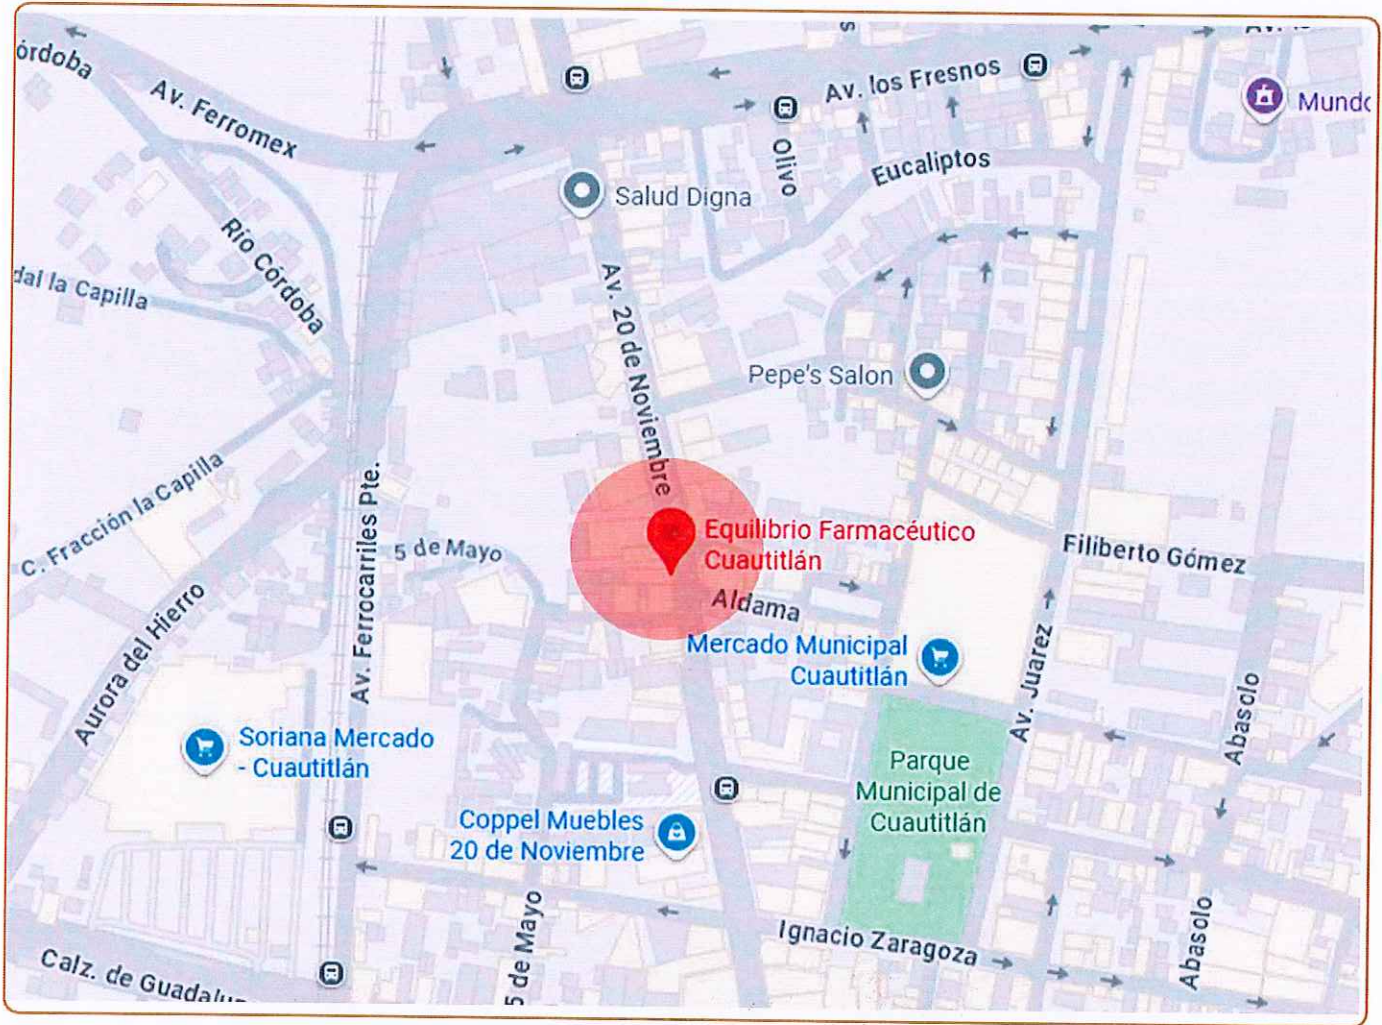 órdoba
Av. Ferromex
Av. los Fresnos
Mundo
Olivo
Eucaliptos
Salud Digna
Río Córdoba
dal la Capilla
Av. 20 de Noviembre
Pepe's Salon
C. Fracción la Capilla
Av. Ferrocarriles Pte.
5 de Mayo
Equilibrio Farmacéutico
Cuautitlán
Filiberto Gómez
Aldama
Aurora del Hierro
Mercado Municipal
Cuautitlán
Av. Juarez
Abasolo
Soriana Mercado
- Cuautitlán
Parque
Municipal de
Cuautitlán
Coppel Muebles
20 de Noviembre
5 de Mayo
Ignacio Zaragoza
Abasolo
Calz. de Guadalup